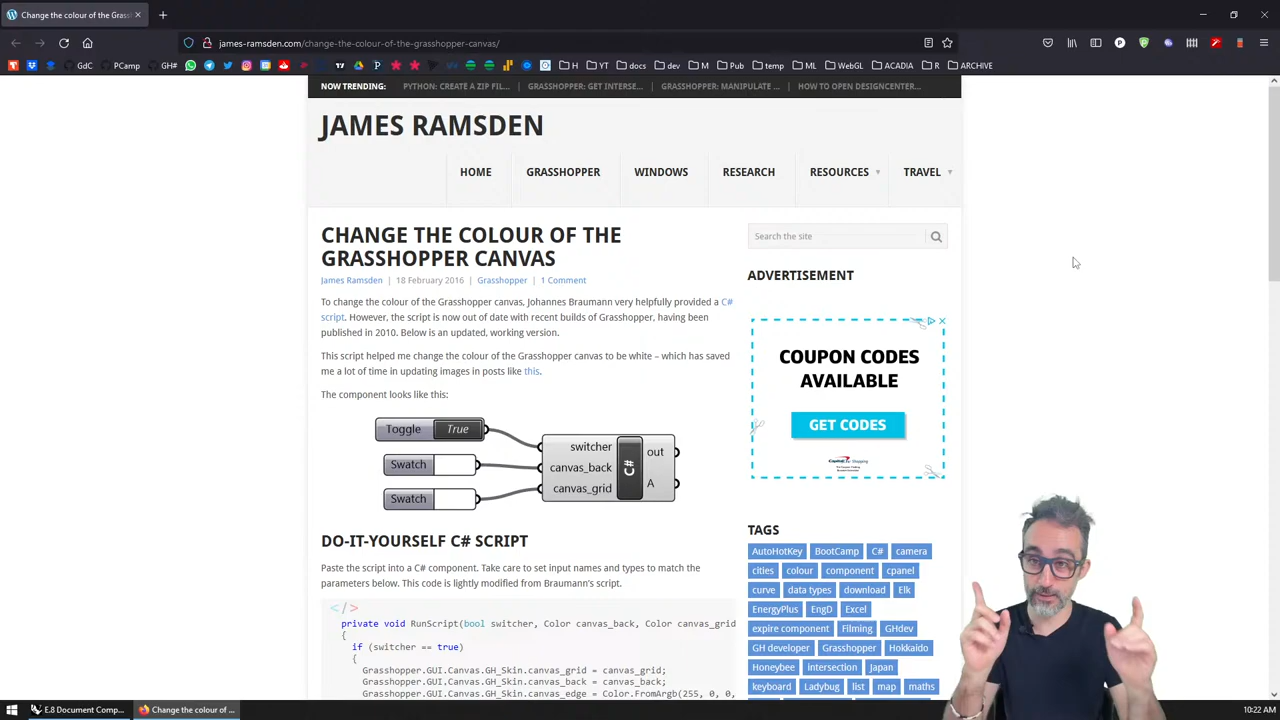 Change the colour of the Grass
james-ramsden.com/change-the-colour-of-the-grasshopper-canvas/
GdC
PCamp
GH#
H
YT
docs
dev
M
Pub
temp
ML
WebGL
ACADIA
R
ARCHIVE
NOW TRENDING:
PYTHON: CREATE A ZIP FIL...
GRASSHOPPER: GET INTERSE...
GRASSHOPPER: MANIPULATE ...
HOW TO OPEN DESIGNCENTER...
JAMES RAMSDEN
HOME
GRASSHOPPER
WINDOWS
RESEARCH
RESOURCES
TRAVEL
CHANGE THE COLOUR OF THE
GRASSHOPPER CANVAS
James Ramsden | 18 February 2016 | Grasshopper | 1 Comment
To change the colour of the Grasshopper canvas, Johannes Braumann very helpfully provided a C#
script. However, the script is now out of date with recent builds of Grasshopper, having been
published in 2010. Below is an updated, working version.
This script helped me change the colour of the Grasshopper canvas to be white – which has saved
me a lot of time in updating images in posts like this.
The component looks like this:
Toggle True
Swatch
Swatch
switcher
canvas_back
canvas_grid
C#
out
A
DO-IT-YOURSELF C# SCRIPT
Paste the script into a C# component. Take care to set input names and types to match the
parameters below. This code is lightly modified from Braumann's script.
</>
private void RunScript(bool switcher, Color canvas_back, Color canvas_grid
{
if (switcher == true)
{
Grasshopper.GUI.Canvas.GH_Skin.canvas_grid = canvas_grid;
Grasshopper.GUI.Canvas.GH_Skin.canvas_back = canvas_back;
Grasshopper.GUI.Canvas.GH_Skin.canvas_edge = Color.FromArgb(255, 0, 0,
Search the site
ADVERTISEMENT
COUPON CODES
AVAILABLE
GET CODES
TAGS
AutoHotKey BootCamp C# camera
cities colour component cpanel
curve data types download Elk
EnergyPlus EngD Excel
expire component Filming GHdev
GH developer Grasshopper Hokkaido
Honeybee intersection Japan
keyboard Ladybug list map maths
E.8 Document Comp...
Change the colour of ...
10:22 AM